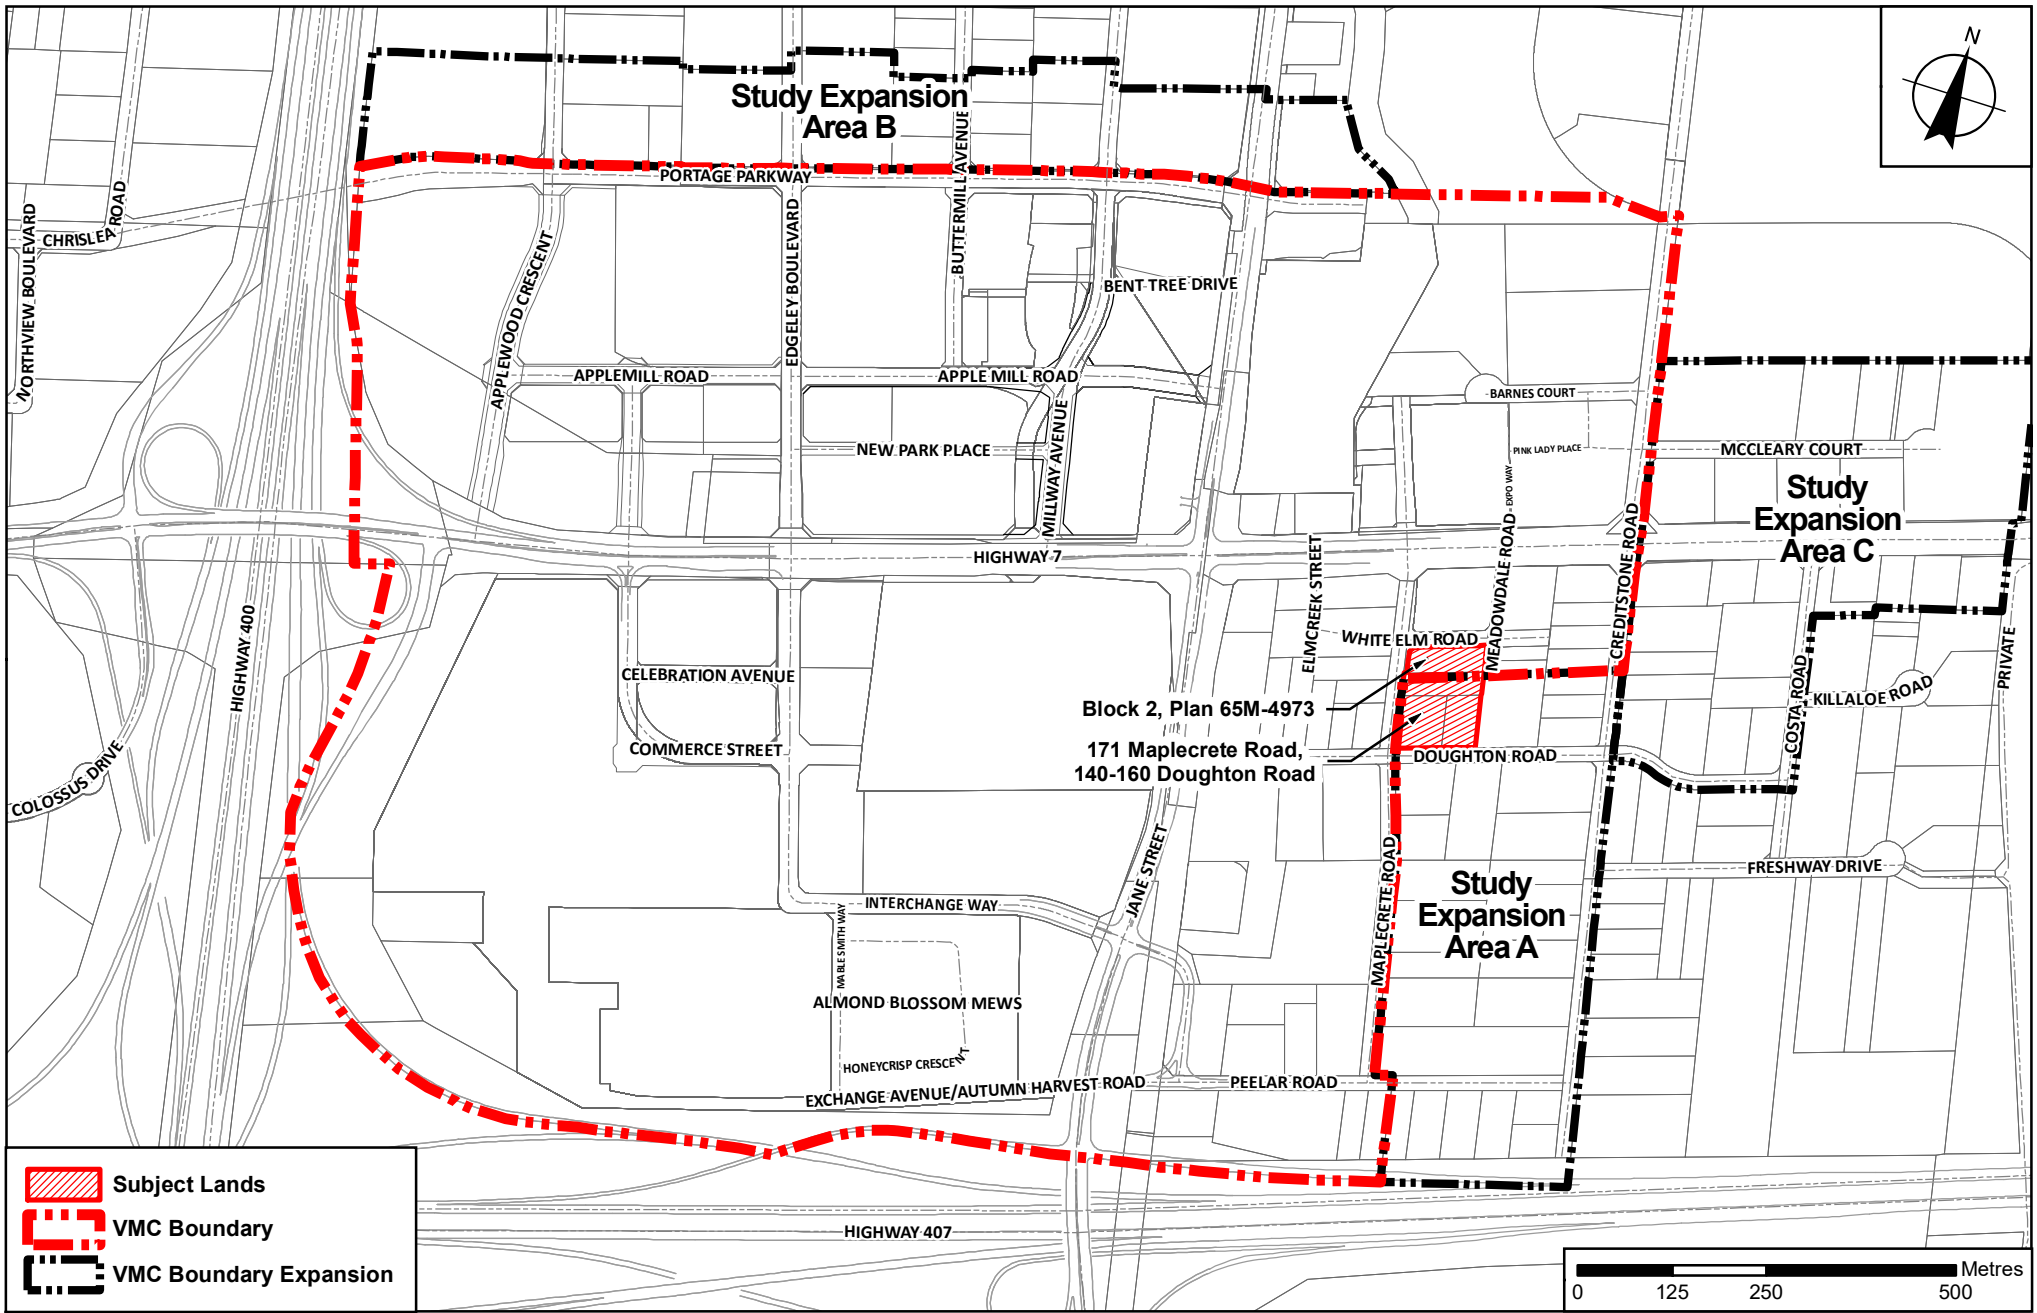 N
Study Expansion
Area B
PORTAGE PARKWAY
BUTTERMILL AVENUE
CHRISLEA ROAD
NORTHVIEW BOULEVARD
APPLEWOOD CRESCENT
EDGELEY BOULEVARD
BENT TREE DRIVE
APPLEMILL ROAD
APPLE MILL ROAD
BARNES COURT
NEW PARK PLACE
MILLWAY AVENUE
PINK LADY PLACE
MCCLEARY COURT
EXPO WAY
Study
Expansion
Area C
HIGHWAY 7
ELMCREEK STREET
MEADOWDALE ROAD
CREDITSTONE ROAD
WHITE ELM ROAD
HIGHWAY 400
CELEBRATION AVENUE
PRIVATE
COSTA ROAD
KILLALOE ROAD
Block 2, Plan 65M-4973
171 Maplecrete Road,
140-160 Doughton Road
COMMERCE STREET
DOUGHTON ROAD
COLOSSUS DRIVE
JANE STREET
MAPLECRETE ROAD
FRESHWAY DRIVE
Study
Expansion
Area A
INTERCHANGE WAY
MABLE SMITH WAY
ALMOND BLOSSOM MEWS
HONEYCRISP CRESCENT
EXCHANGE AVENUE/AUTUMN HARVEST ROAD
PEELAR ROAD
HIGHWAY 407
Subject Lands
VMC Boundary
VMC Boundary Expansion
Metres
0 125 250 500